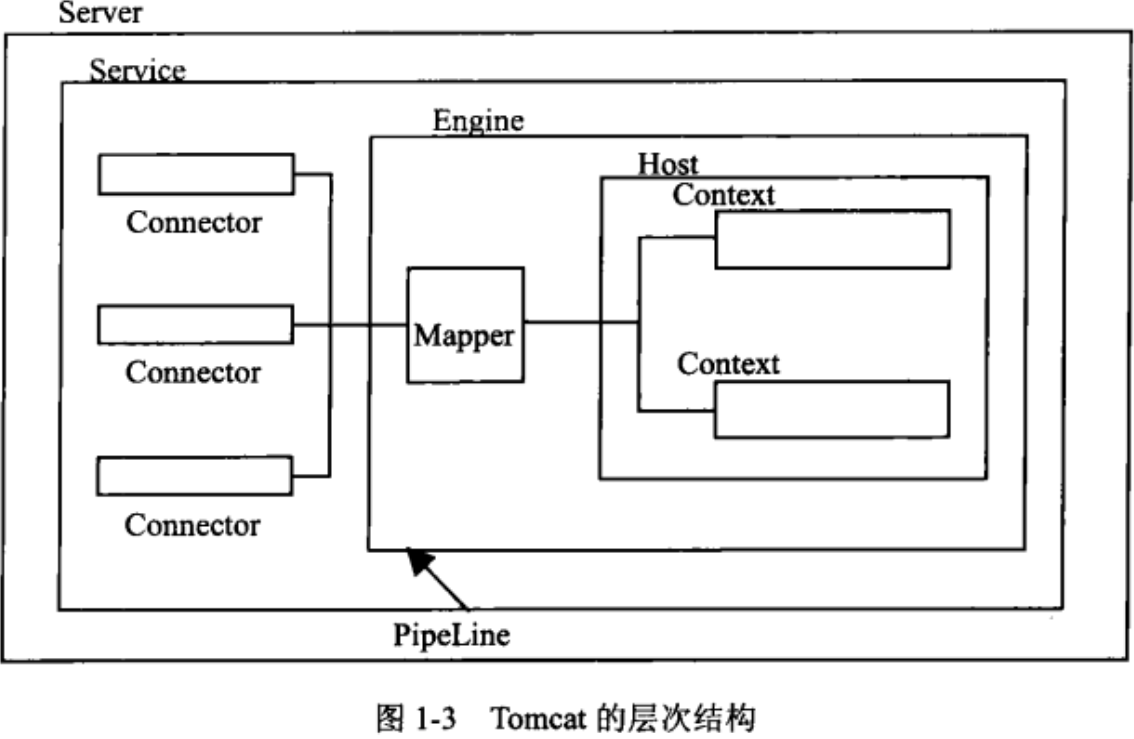 Server
Service
Engine
Host
Context
Connector
Mapper
Connector
Context
Connector
PipeLine
图 1-3 Tomcat 的层次结构